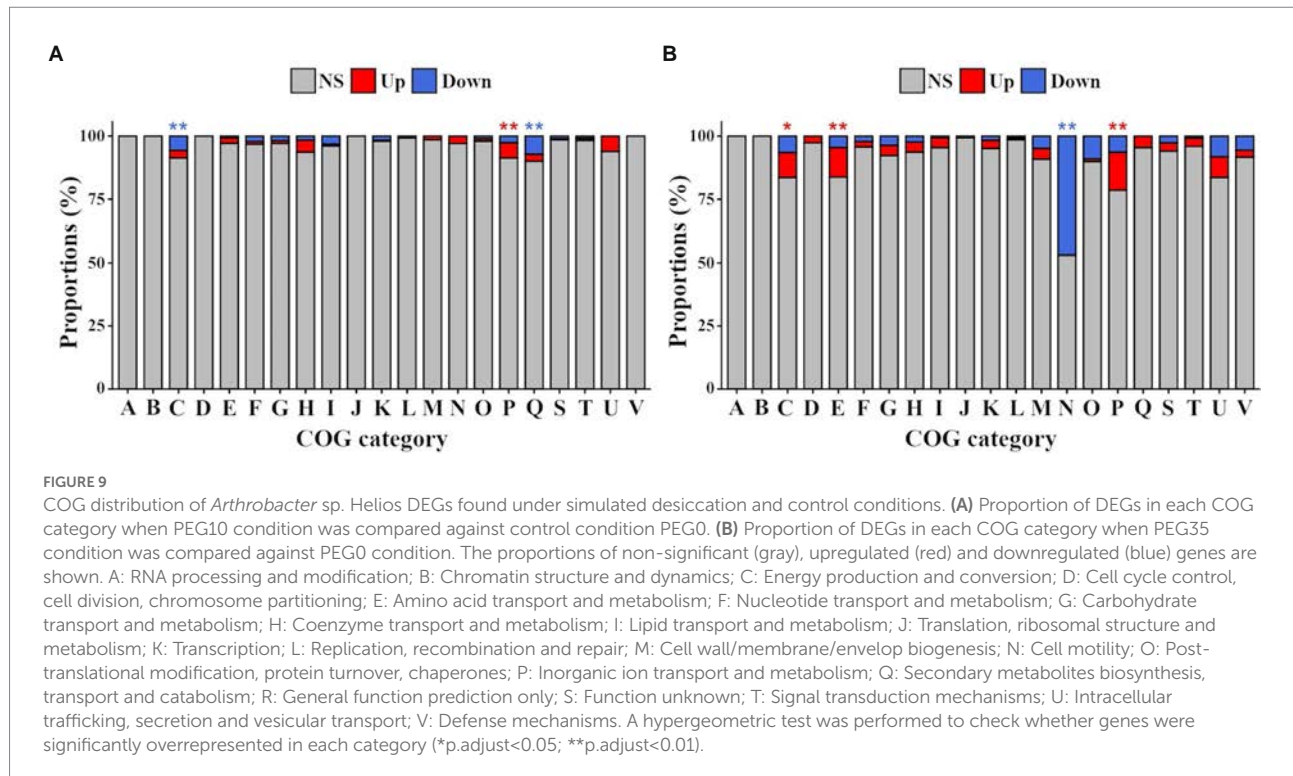 A
B
NS Up Down
NS Up Down
** ** **
* ** ** **
Proportions (%)
100
75
50
25
0
A B C D E F G H I J K L M N O P Q S T U V
COG category
Proportions (%)
100
75
50
25
0
A B C D E F G H I J K L M N O P Q S T U V
COG category
FIGURE 9
COG distribution of Arthrobacter sp. Helios DEGs found under simulated desiccation and control conditions. (A) Proportion of DEGs in each COG
category when PEG10 condition was compared against control condition PEG0. (B) Proportion of DEGs in each COG category when PEG35
condition was compared against PEG0 condition. The proportions of non-significant (gray), upregulated (red) and downregulated (blue) genes are
shown. A: RNA processing and modification; B: Chromatin structure and dynamics; C: Energy production and conversion; D: Cell cycle control,
cell division, chromosome partitioning; E: Amino acid transport and metabolism; F: Nucleotide transport and metabolism; G: Carbohydrate
transport and metabolism; H: Coenzyme transport and metabolism; I: Lipid transport and metabolism; J: Translation, ribosomal structure and
metabolism; K: Transcription; L: Replication, recombination and repair; M: Cell wall/membrane/envelop biogenesis; N: Cell motility; O: Post-
translational modification, protein turnover, chaperones; P: Inorganic ion transport and metabolism; Q: Secondary metabolites biosynthesis,
transport and catabolism; R: General function prediction only; S: Function unknown; T: Signal transduction mechanisms; U: Intracellular
trafficking, secretion and vesicular transport; V: Defense mechanisms. A hypergeometric test was performed to check whether genes were
significantly overrepresented in each category (*p.adjust<0.05; **p.adjust<0.01).